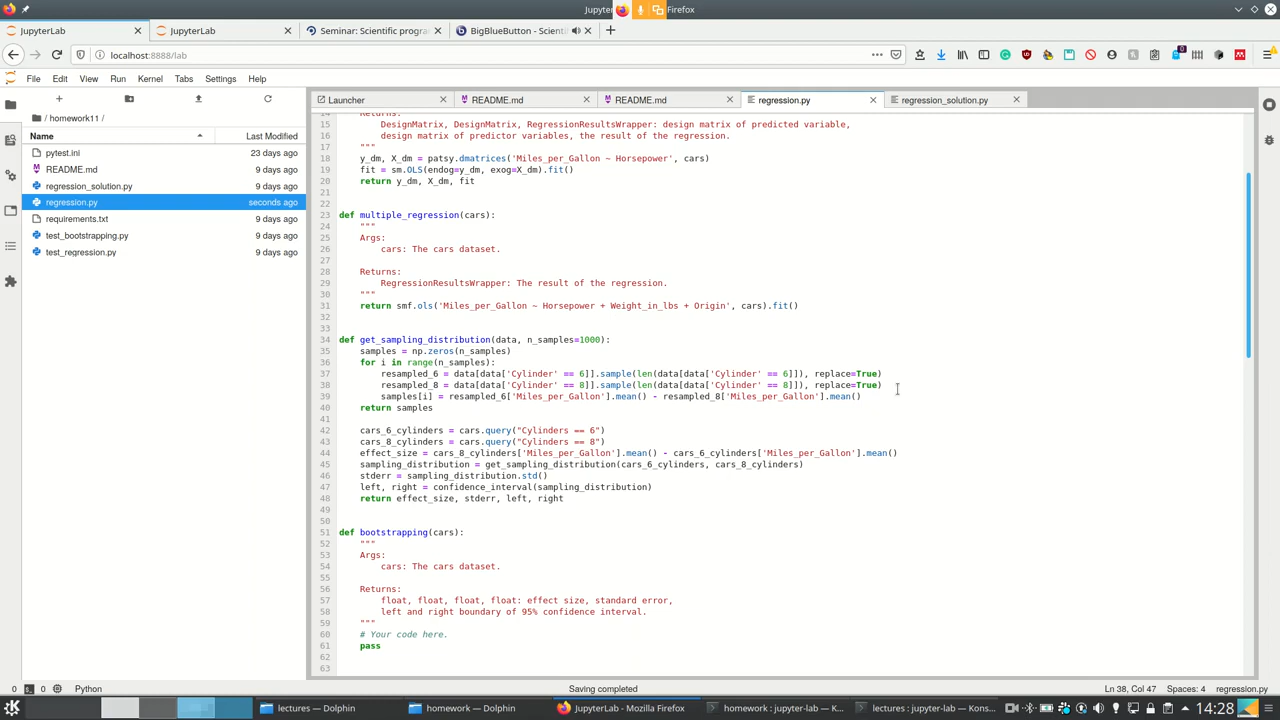 JupyterLab — Firefox
JupyterLab
JupyterLab
Seminar: Scientific progra
BigBlueButton - Scienti
localhost:8888/lab
File Edit View Run Kernel Tabs Settings Help
Launcher
README.md
README.md
regression.py
regression_solution.py
/ homework11 /
Name
Last Modified
pytest.ini 23 days ago
README.md 9 days ago
regression_solution.py 9 days ago
regression.py seconds ago
requirements.txt 9 days ago
test_bootstrapping.py 9 days ago
test_regression.py 9 days ago
14 Returns:
15 DesignMatrix, DesignMatrix, RegressionResultsWrapper: design matrix of predicted variable,
16 design matrix of predictor variables, the result of the regression.
17 """
18 y_dm, X_dm = patsy.dmatrices('Miles_per_Gallon ~ Horsepower', cars)
19 fit = sm.OLS(endog=y_dm, exog=X_dm).fit()
20 return y_dm, X_dm, fit
21
22
23 def multiple_regression(cars):
24 """
25 Args:
26 cars: The cars dataset.
27
28 Returns:
29 RegressionResultsWrapper: The result of the regression.
30 """
31 return smf.ols('Miles_per_Gallon ~ Horsepower + Weight_in_lbs + Origin', cars).fit()
32
33
34 def get_sampling_distribution(data, n_samples=1000):
35 samples = np.zeros(n_samples)
36 for i in range(n_samples):
37 resampled_6 = data[data['Cylinder' == 6]].sample(len(data[data['Cylinder' == 6]]), replace=True)
38 resampled_8 = data[data['Cylinder' == 8]].sample(len(data[data['Cylinder' == 8]]), replace=True)
39 samples[i] = resampled_6['Miles_per_Gallon'].mean() - resampled_8['Miles_per_Gallon'].mean()
40 return samples
41
42 cars_6_cylinders = cars.query("Cylinders == 6")
43 cars_8_cylinders = cars.query("Cylinders == 8")
44 effect_size = cars_8_cylinders['Miles_per_Gallon'].mean() - cars_6_cylinders['Miles_per_Gallon'].mean()
45 sampling_distribution = get_sampling_distribution(cars_6_cylinders, cars_8_cylinders)
46 stderr = sampling_distribution.std()
47 left, right = confidence_interval(sampling_distribution)
48 return effect_size, stderr, left, right
49
50
51 def bootstrapping(cars):
52 """
53 Args:
54 cars: The cars dataset.
55
56 Returns:
57 float, float, float, float: effect size, standard error,
58 left and right boundary of 95% confidence interval.
59 """
60 # Your code here.
61 pass
62
63
0 0 Python Saving completed Ln 38, Col 47 Spaces: 4 regression.py
lectures — Dolphin
homework — Dolphin
JupyterLab - Mozilla Firefox
homework : jupyter-lab — K...
lectures : jupyter-lab — Kons...
14:28